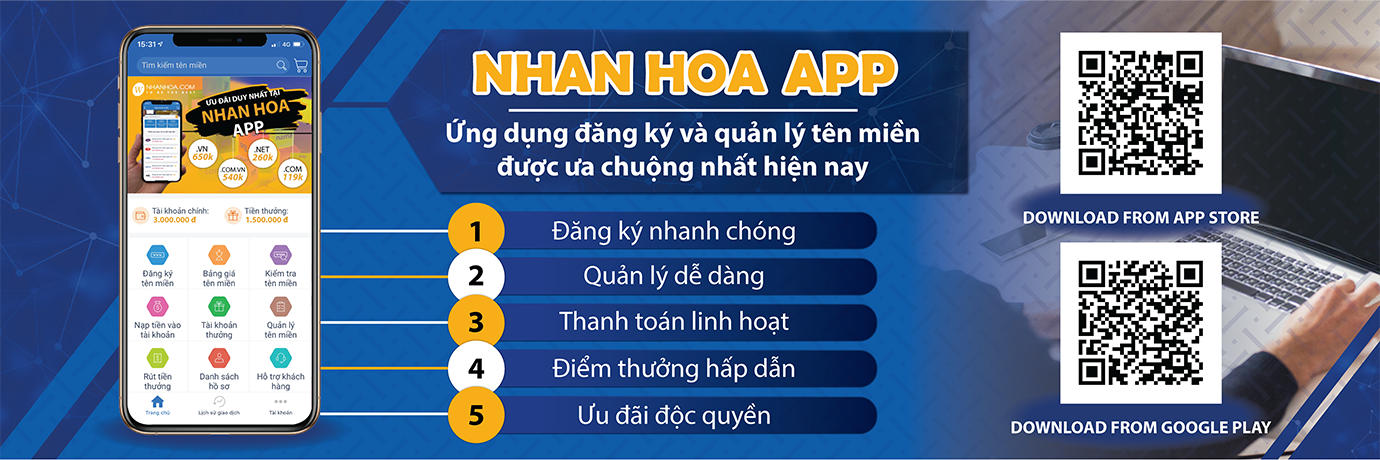 15:31
4G
Tìm kiếm tên miền
NHANHOA.COM
ƯU ĐÃI DUY NHẤT TẠI
NHAN HOA
APP
.VN
650k
.COM.VN
540k
.NET
260k
.COM
119k
Tài khoản chính:
3.000.000 đ
Tiền thưởng:
1.500.000 đ
Đăng ký
tên miền
Bảng giá
tên miền
Kiểm tra
tên miền
Nạp tiền vào
tài khoản
Tài khoản
thưởng
Quản lý
tên miền
Rút tiền
thưởng
Danh sách
hồ sơ
Hỗ trợ khách
hàng
Trang chủ
Lịch sử giao dịch
Tài khoản
NHAN HOA APP
Ứng dụng đăng ký và quản lý tên miền
được ưa chuộng nhất hiện nay
1 Đăng ký nhanh chóng
2 Quản lý dễ dàng
3 Thanh toán linh hoạt
4 Điểm thưởng hấp dẫn
5 Ưu đãi độc quyền
DOWNLOAD FROM APP STORE
DOWNLOAD FROM GOOGLE PLAY